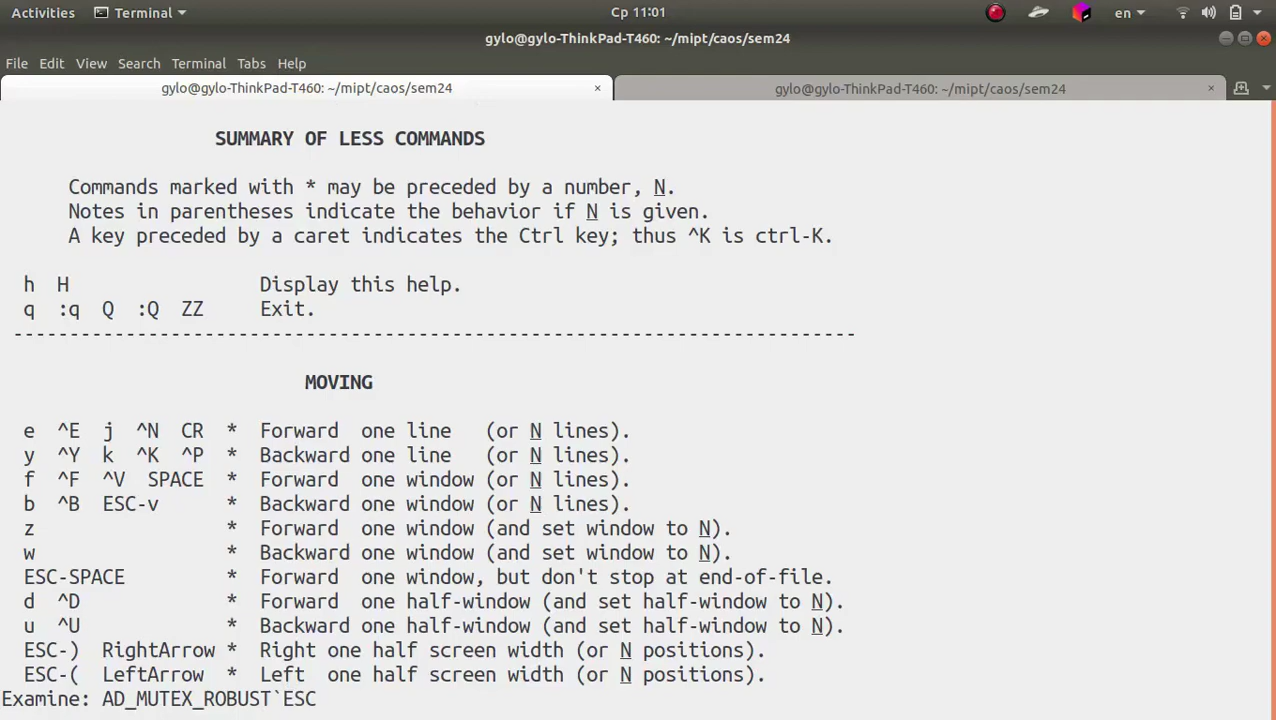 Activities Terminal Ср 11:01 en
gylo@gylo-ThinkPad-T460: ~/mipt/caos/sem24
File Edit View Search Terminal Tabs Help
gylo@gylo-ThinkPad-T460: ~/mipt/caos/sem24 × gylo@gylo-ThinkPad-T460: ~/mipt/caos/sem24 ×
SUMMARY OF LESS COMMANDS
Commands marked with * may be preceded by a number, N.
Notes in parentheses indicate the behavior if N is given.
A key preceded by a caret indicates the Ctrl key; thus ^K is ctrl-K.
h H Display this help.
q :q Q :Q ZZ Exit.
---------------------------------------------------------------------------
MOVING
e ^E j ^N CR * Forward one line (or N lines).
y ^Y k ^K ^P * Backward one line (or N lines).
f ^F ^V SPACE * Forward one window (or N lines).
b ^B ESC-v * Backward one window (or N lines).
z * Forward one window (and set window to N).
w * Backward one window (and set window to N).
ESC-SPACE * Forward one window, but don't stop at end-of-file.
d ^D * Forward one half-window (and set half-window to N).
u ^U * Backward one half-window (and set half-window to N).
ESC-) RightArrow * Right one half screen width (or N positions).
ESC-( LeftArrow * Left one half screen width (or N positions).
Examine: AD_MUTEX_ROBUST`ESC